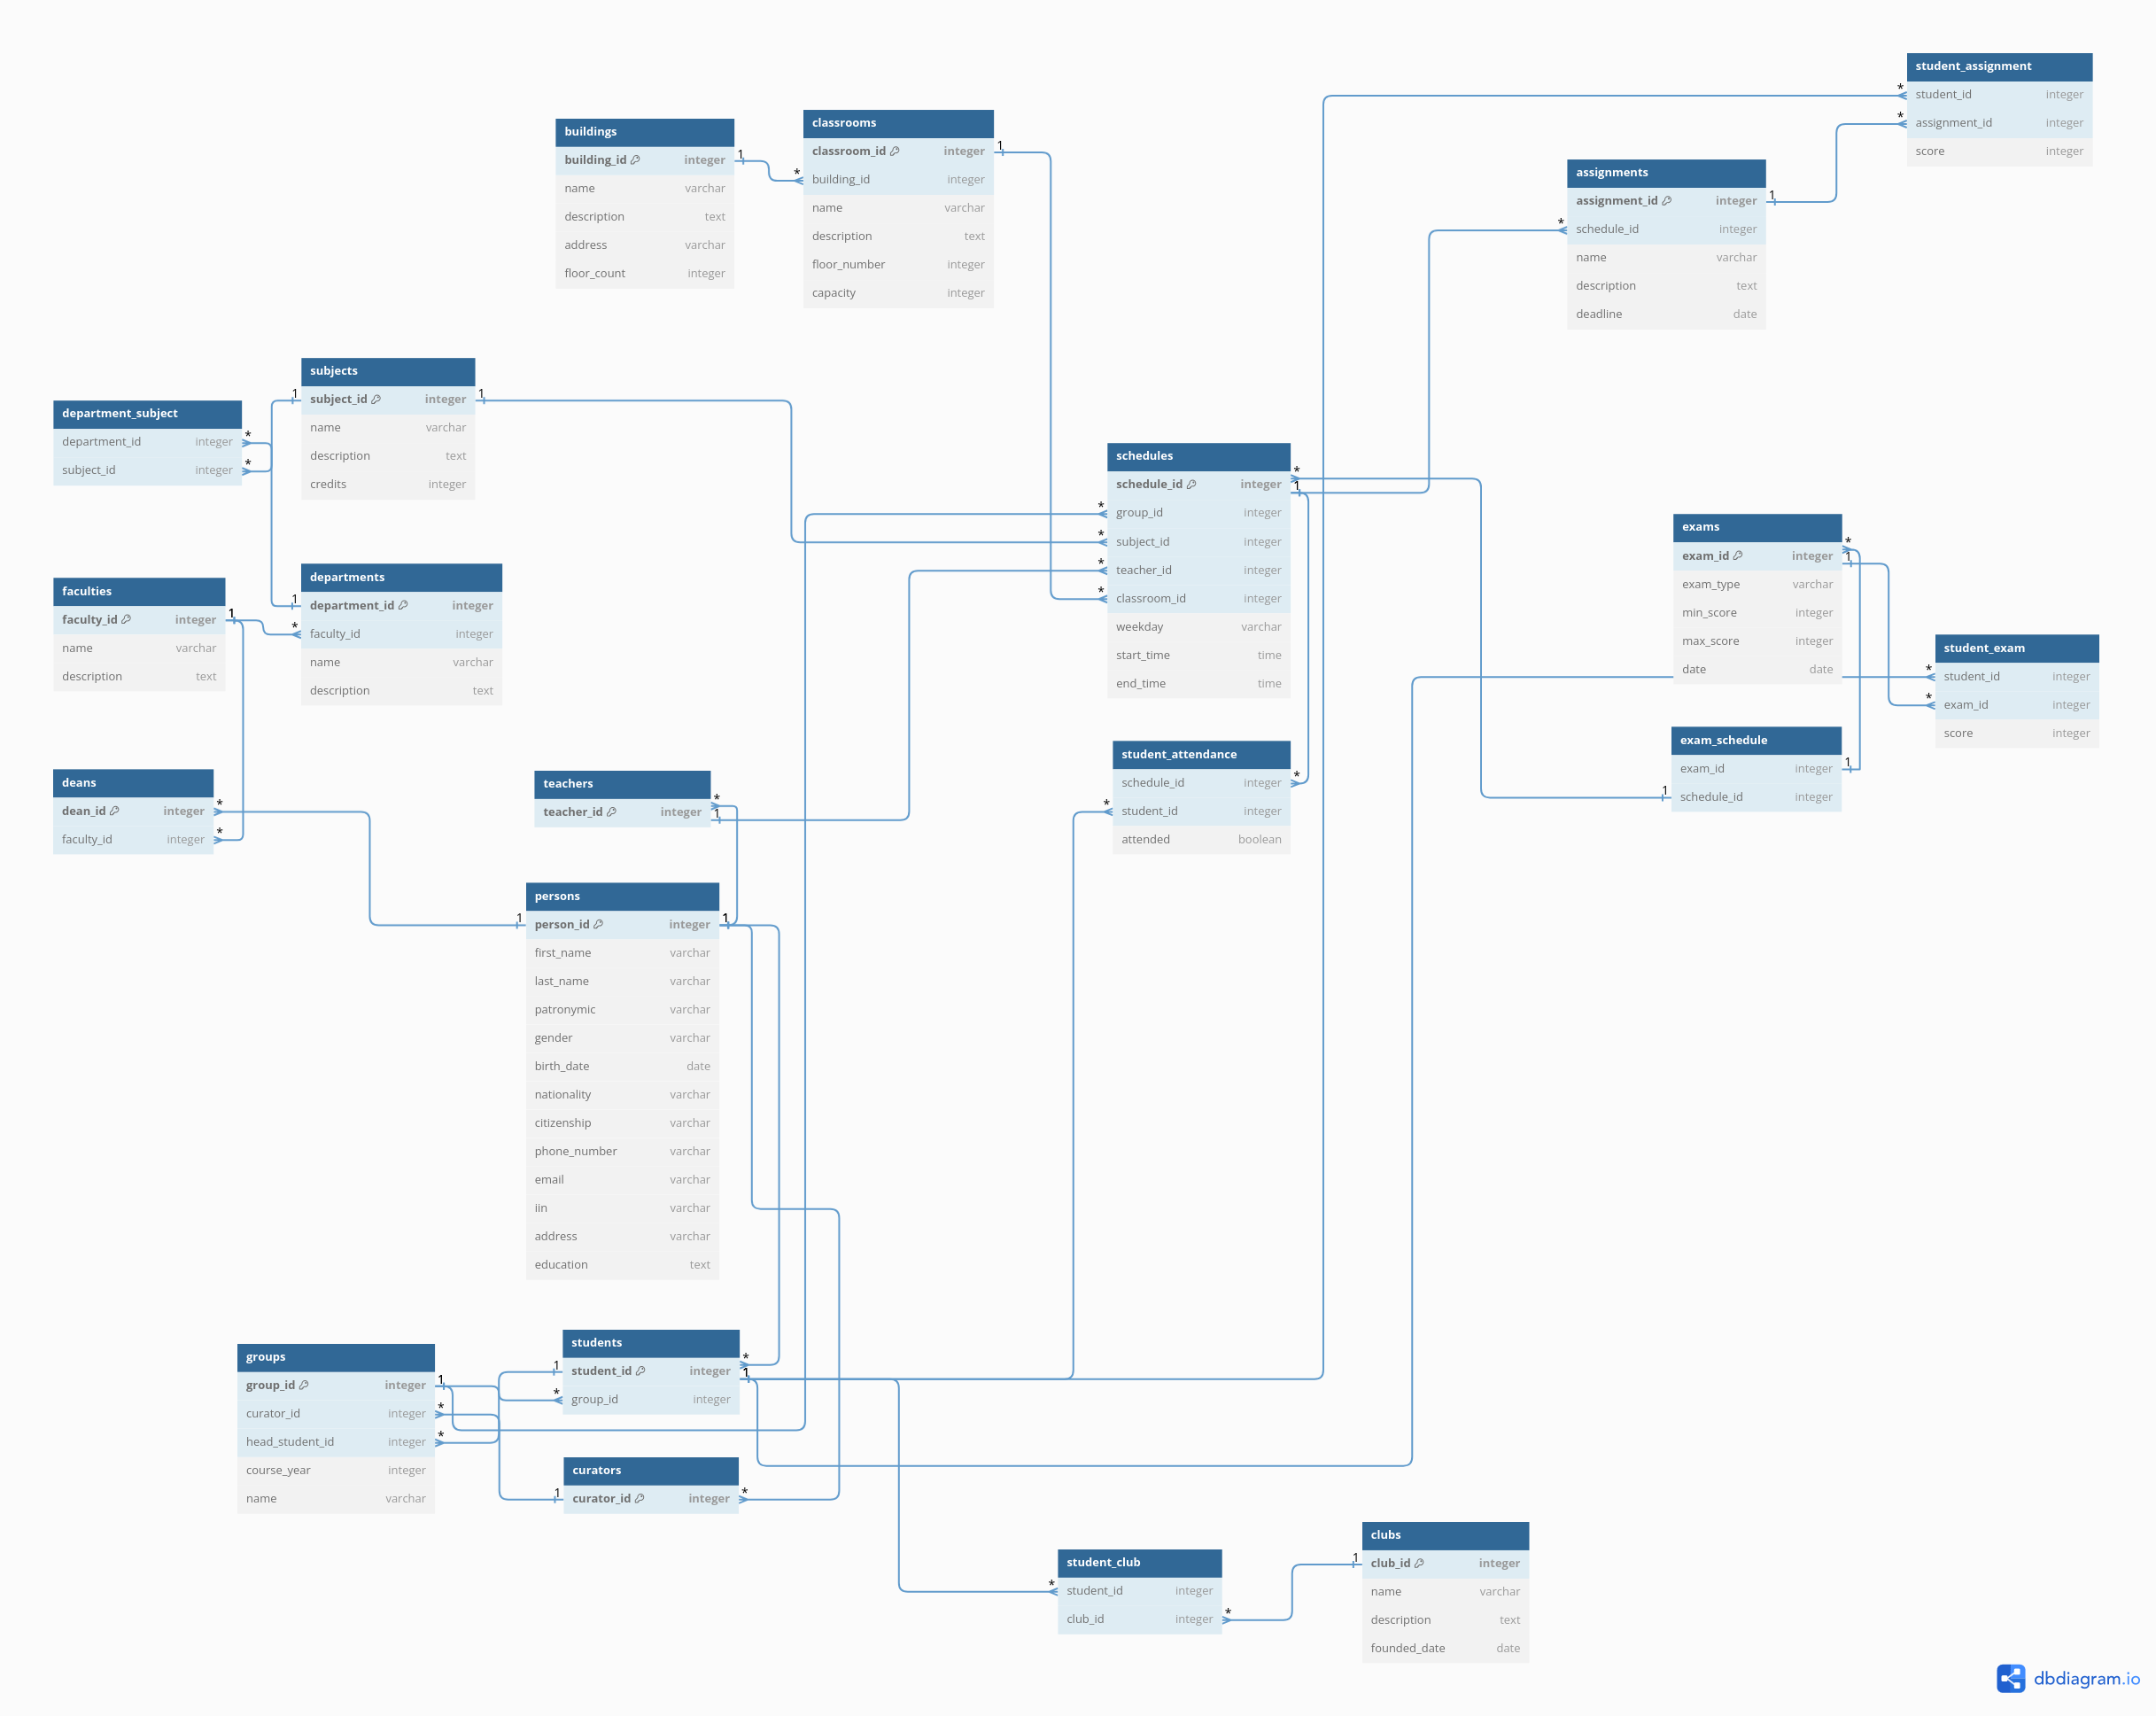 student_assignment
student_id integer
assignment_id integer
score integer
buildings
building_id integer
name varchar
description text
address varchar
floor_count integer
classrooms
classroom_id integer
building_id integer
name varchar
description text
floor_number integer
capacity integer
assignments
assignment_id integer
schedule_id integer
name varchar
description text
deadline date
subjects
subject_id integer
name varchar
description text
credits integer
department_subject
department_id integer
subject_id integer
schedules
schedule_id integer
group_id integer
subject_id integer
teacher_id integer
classroom_id integer
weekday varchar
start_time time
end_time time
exams
exam_id integer
exam_type varchar
min_score integer
max_score integer
date date
faculties
faculty_id integer
name varchar
description text
departments
department_id integer
faculty_id integer
name varchar
description text
student_exam
student_id integer
exam_id integer
score integer
exam_schedule
exam_id integer
schedule_id integer
student_attendance
schedule_id integer
student_id integer
attended boolean
deans
dean_id integer
faculty_id integer
teachers
teacher_id integer
persons
person_id integer
first_name varchar
last_name varchar
patronymic varchar
gender varchar
birth_date date
nationality varchar
citizenship varchar
phone_number varchar
email varchar
iin varchar
address varchar
education text
students
student_id integer
group_id integer
groups
group_id integer
curator_id integer
head_student_id integer
course_year integer
name varchar
curators
curator_id integer
student_club
student_id integer
club_id integer
clubs
club_id integer
name varchar
description text
founded_date date
dbdiagram.io